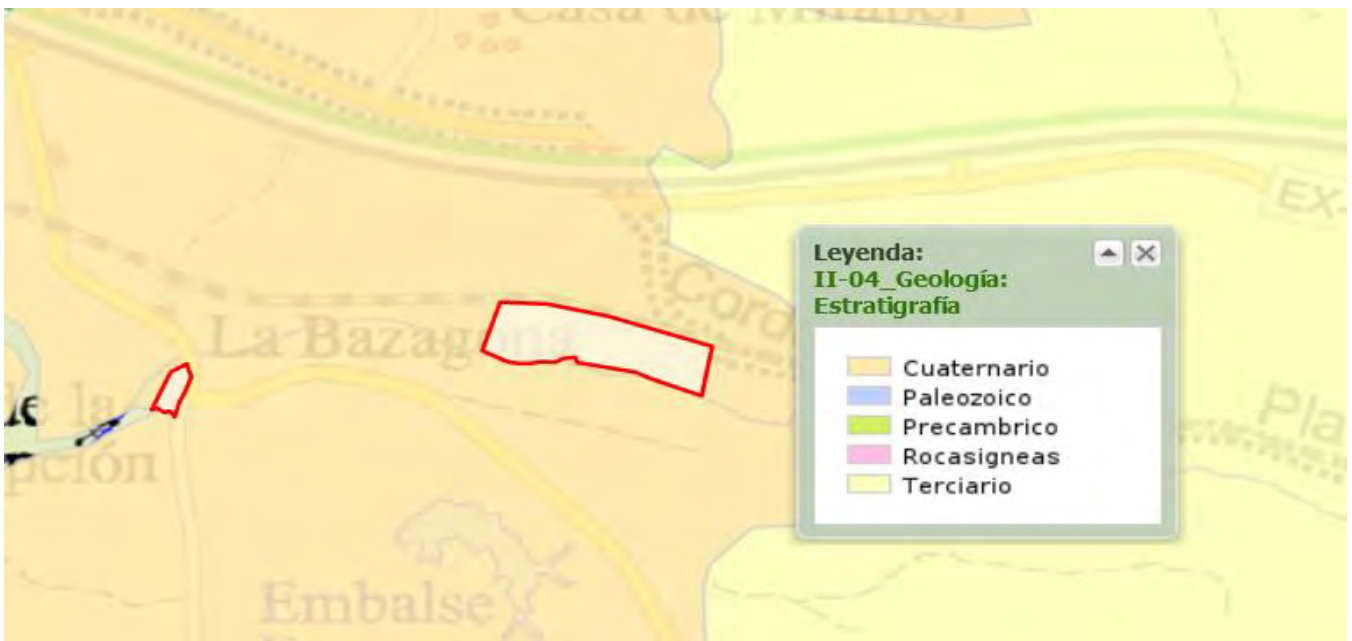 Casa de Mirabel
EX-
La Bazagona
Cord
de la
pción
Pla
Embalse
Leyenda:
II-04_Geología:
Estratigrafía
Cuaternario
Paleozoico
Precambrico
Rocasigneas
Terciario